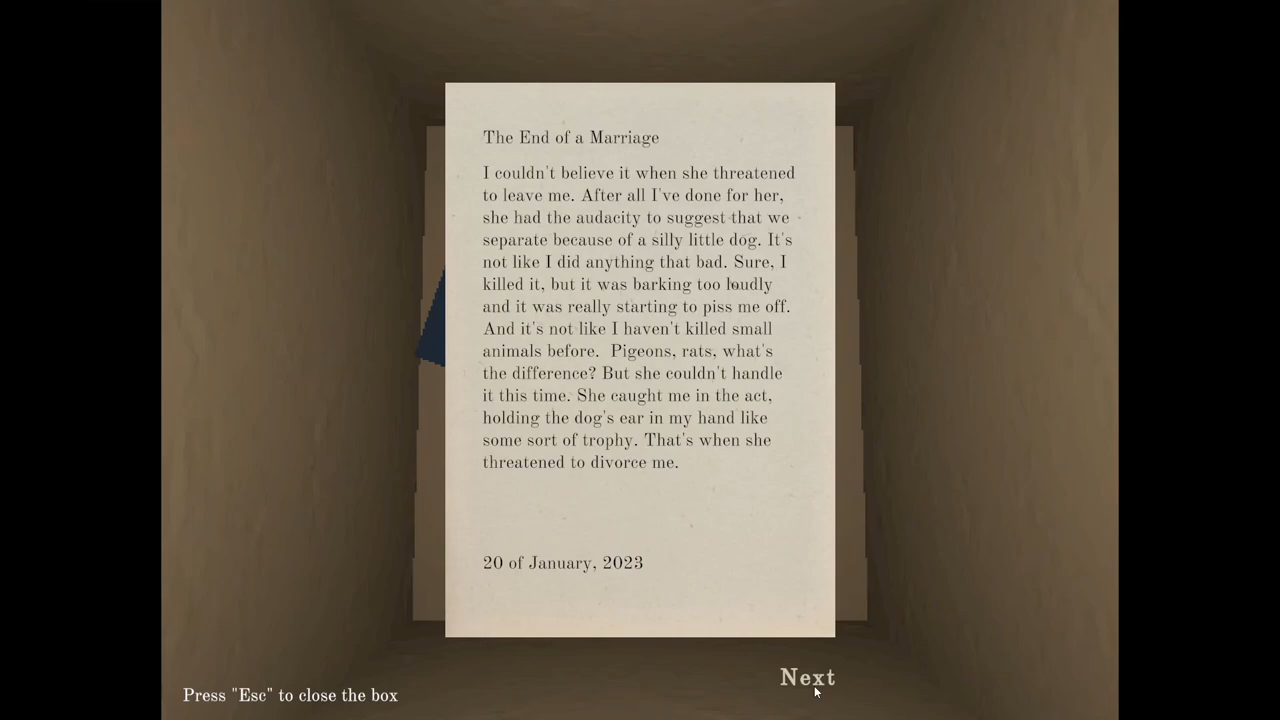 The End of a Marriage
I couldn't believe it when she threatened
to leave me. After all I've done for her,
she had the audacity to suggest that we
separate because of a silly little dog. It's
not like I did anything that bad. Sure, I
killed it, but it was barking too loudly
and it was really starting to piss me off.
And it's not like I haven't killed small
animals before.  Pigeons, rats, what's
the difference? But she couldn't handle
it this time. She caught me in the act,
holding the dog's ear in my hand like
some sort of trophy. That's when she
threatened to divorce me.
20 of January, 2023
Next
Press "Esc" to close the box